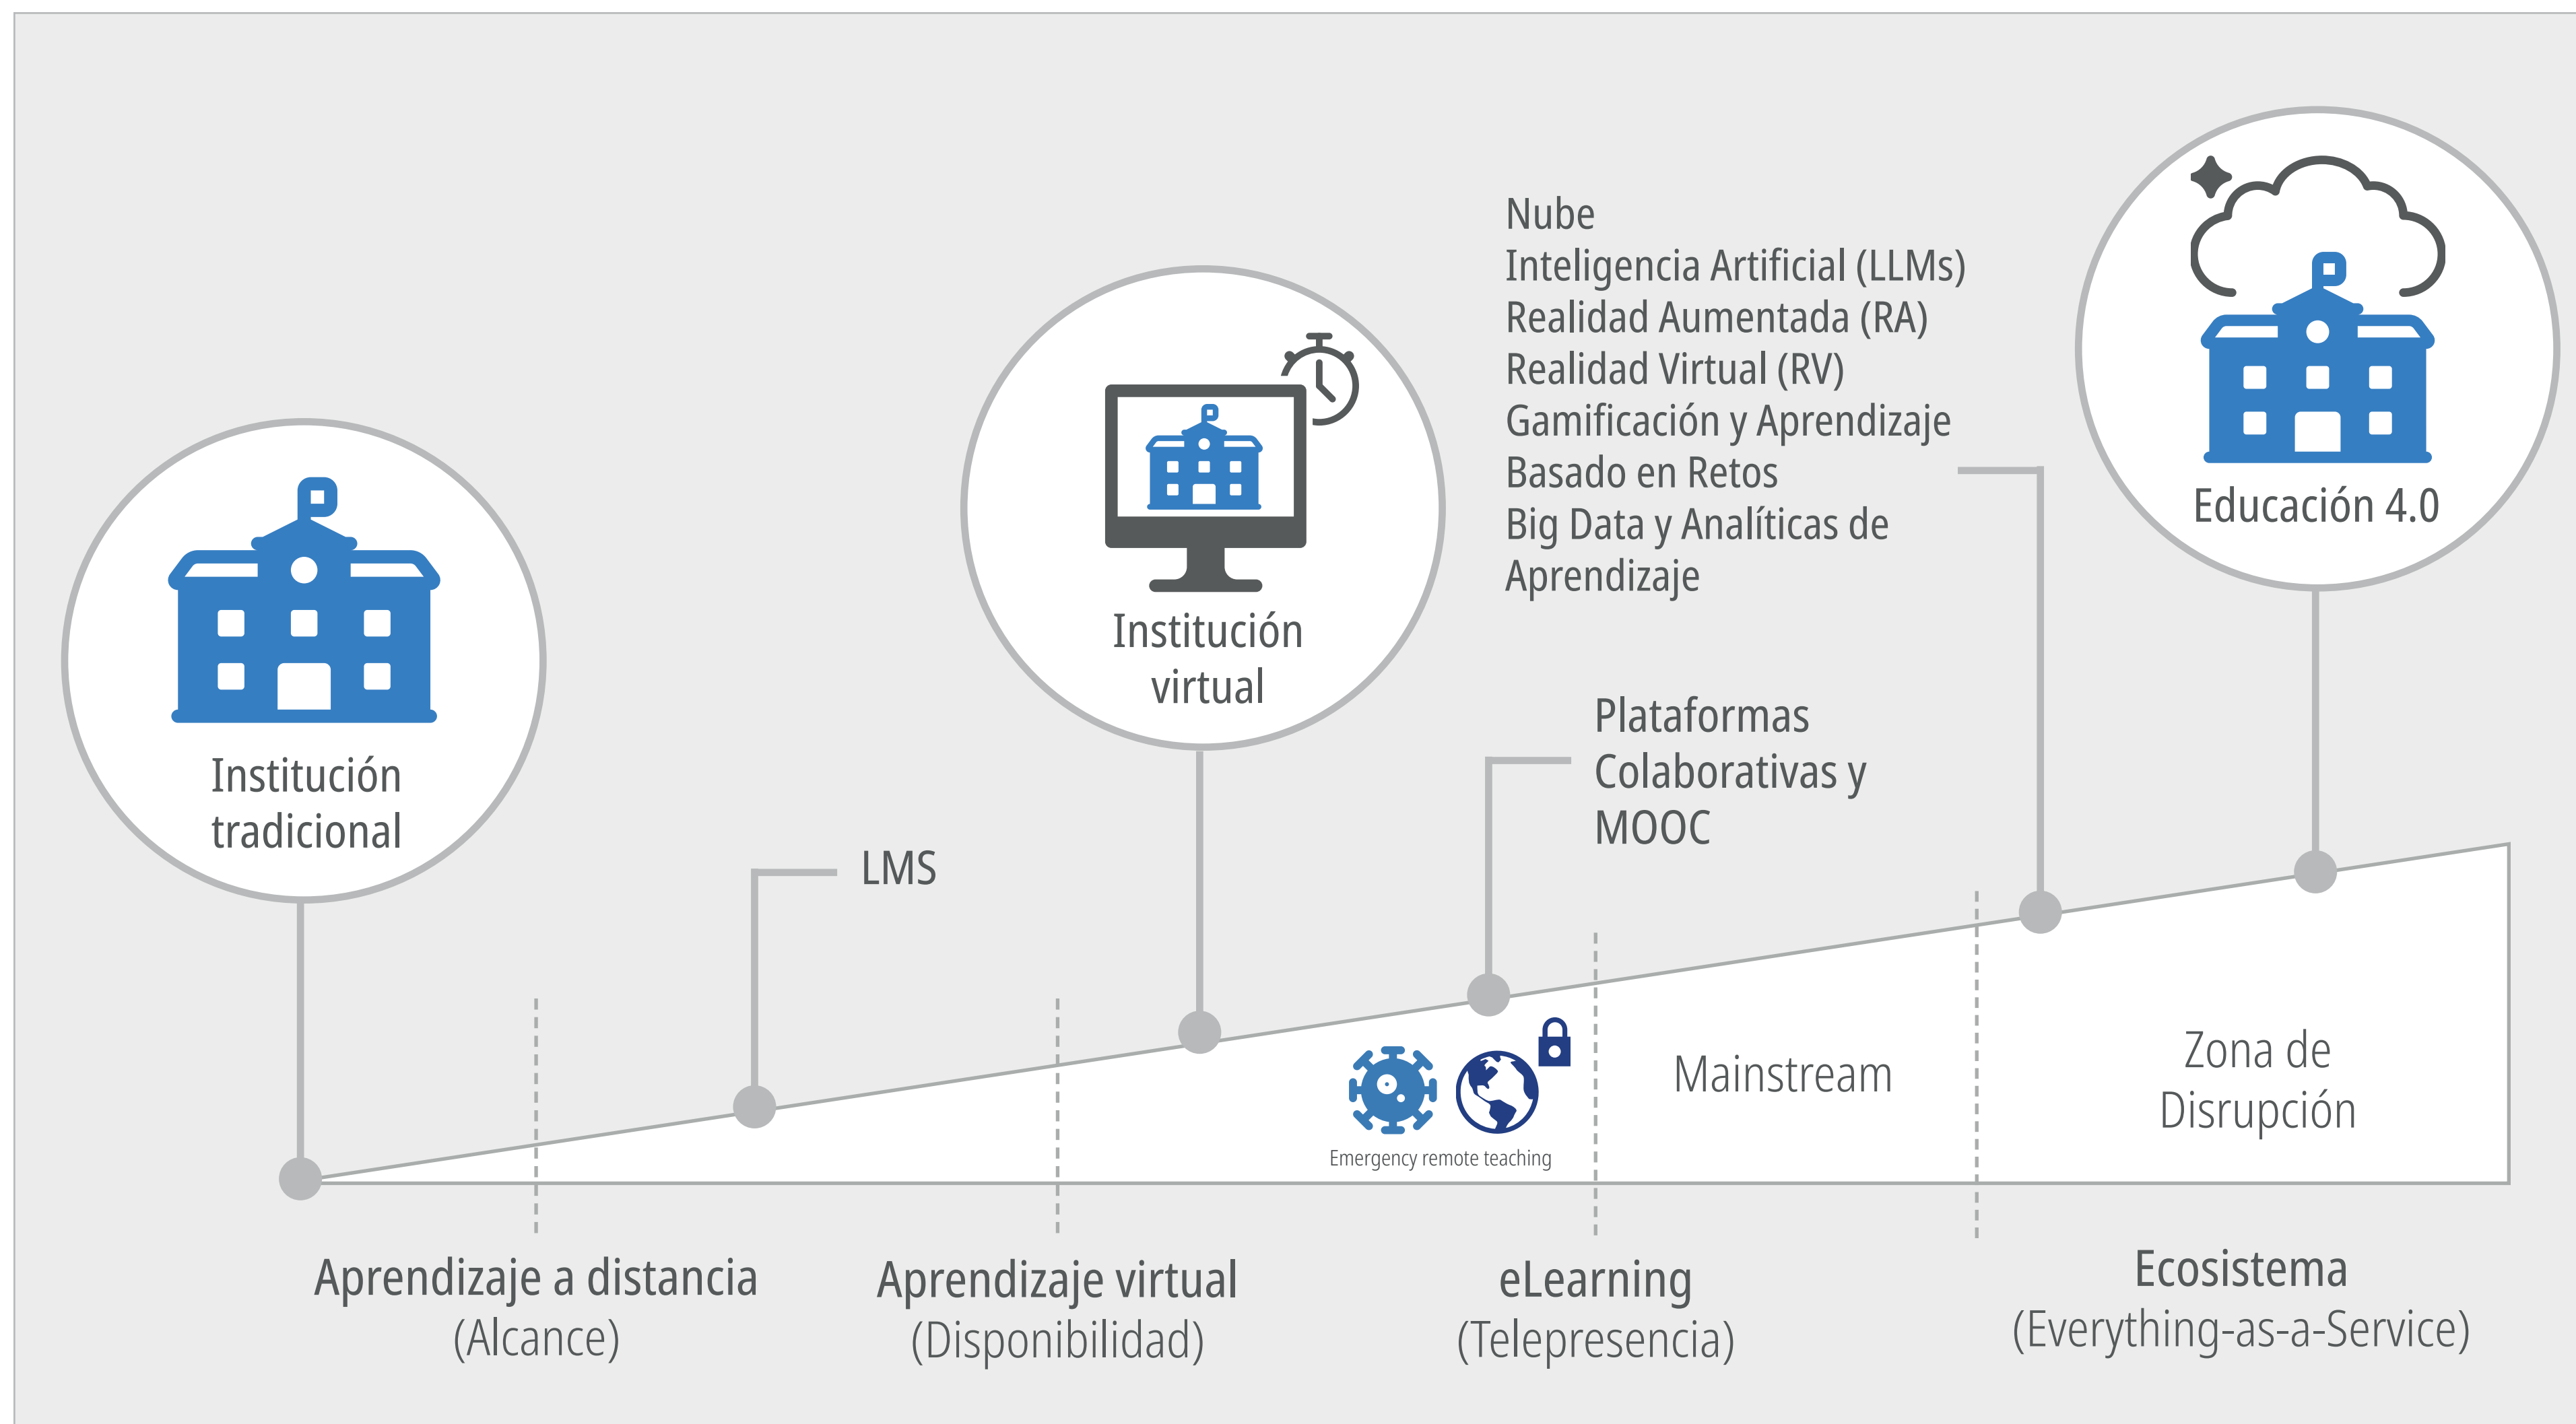 Institución
tradicional
LMS
Institución
virtual
Nube
Inteligencia Artificial (LLMs)
Realidad Aumentada (RA)
Realidad Virtual (RV)
Gamificación y Aprendizaje
Basado en Retos
Big Data y Analíticas de
Aprendizaje
Plataformas
Colaborativas y
MOOC
Educación 4.0
Emergency remote teaching
Mainstream
Zona de
Disrupción
Aprendizaje a distancia
(Alcance)
Aprendizaje virtual
(Disponibilidad)
eLearning
(Telepresencia)
Ecosistema
(Everything-as-a-Service)